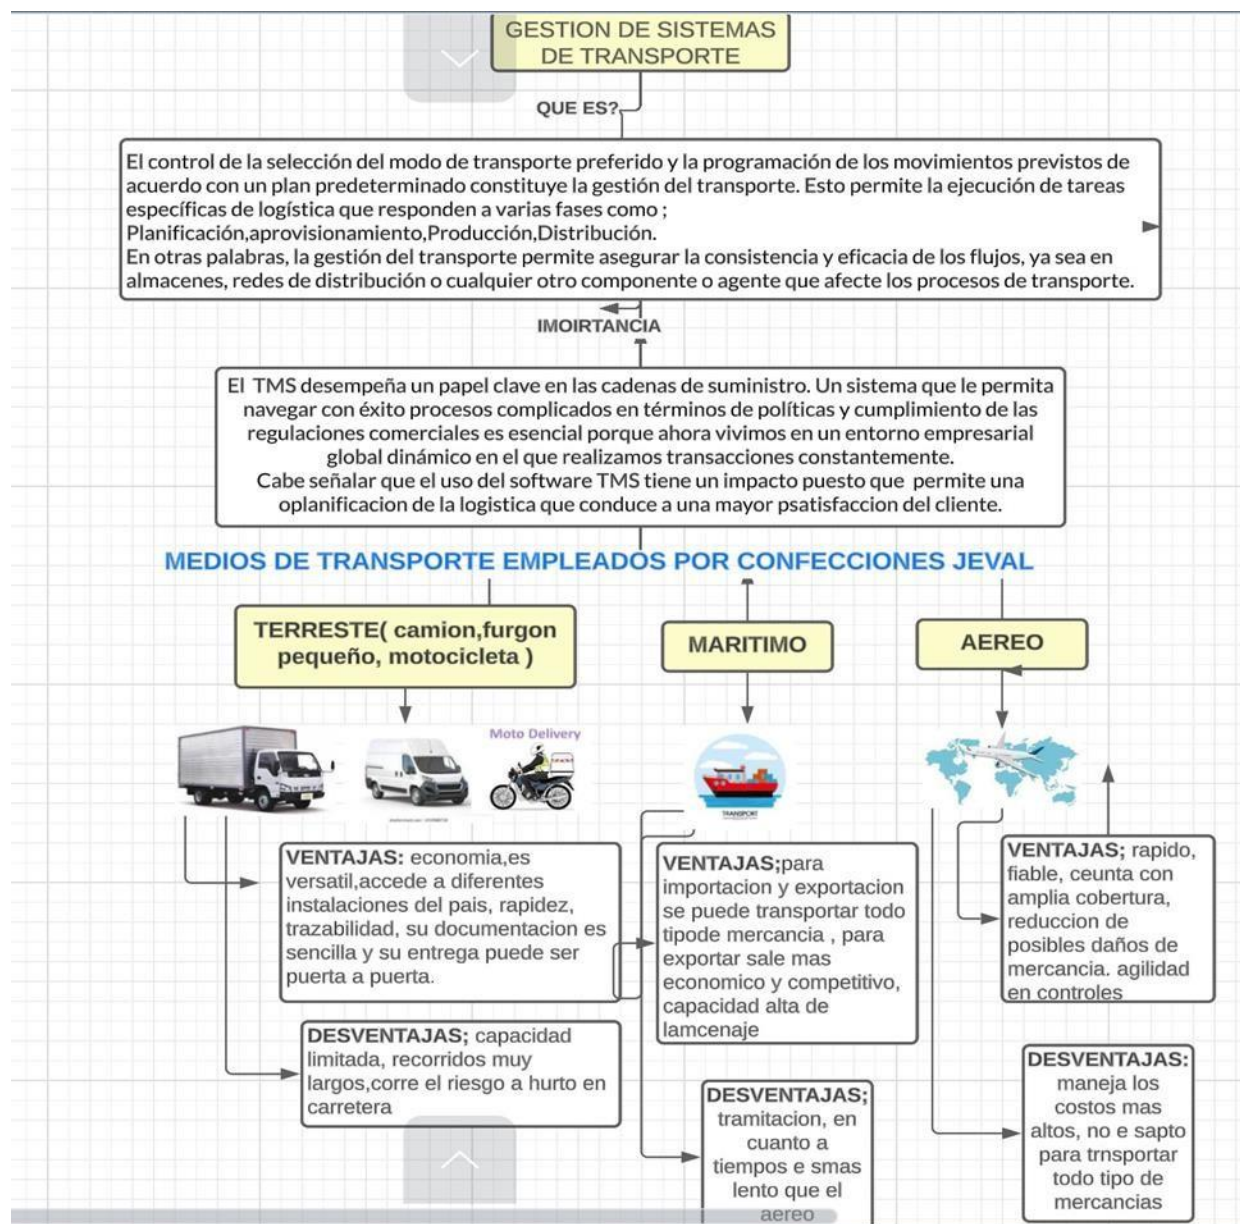 GESTION DE SISTEMAS
DE TRANSPORTE
QUE ES?
El control de la selección del modo de transporte preferido y la programación de los movimientos previstos de
acuerdo con un plan predeterminado constituye la gestión del transporte. Esto permite la ejecución de tareas
específicas de logística que responden a varias fases como ;
Planificación,aprovisionamiento,Producción,Distribución.
En otras palabras, la gestión del transporte permite asegurar la consistencia y eficacia de los flujos, ya sea en
almacenes, redes de distribución o cualquier otro componente o agente que afecte los procesos de transporte.
IMOIRTANCIA
El TMS desempeña un papel clave en las cadenas de suministro. Un sistema que le permita
navegar con éxito procesos complicados en términos de políticas y cumplimiento de las
regulaciones comerciales es esencial porque ahora vivimos en un entorno empresarial
global dinámico en el que realizamos transacciones constantemente.
Cabe señalar que el uso del software TMS tiene un impacto puesto que permite una
oplanificacion de la logistica que conduce a una mayor psatisfaccion del cliente.
MEDIOS DE TRANSPORTE EMPLEADOS POR CONFECCIONES JEVAL
TERRESTE( camion,furgon
pequeño, motocicleta )
MARITIMO
AEREO
Moto Delivery
TRANSPORT
VENTAJAS: economia,es
versatil,accede a diferentes
instalaciones del pais, rapidez,
trazabilidad, su documentacion es
sencilla y su entrega puede ser
puerta a puerta.
DESVENTAJAS; capacidad
limitada, recorridos muy
largos,corre el riesgo a hurto en
carretera
VENTAJAS;para
importacion y exportacion
se puede transportar todo
tipode mercancia , para
exportar sale mas
economico y competitivo,
capacidad alta de
lamcenaje
DESVENTAJAS;
tramitacion, en
cuanto a
tiempos e smas
lento que el
aereo
VENTAJAS; rapido,
fiable, ceunta con
amplia cobertura,
reduccion de
posibles daños de
mercancia. agilidad
en controles
DESVENTAJAS:
maneja los
costos mas
altos, no e sapto
para trnsportar
todo tipo de
mercancias